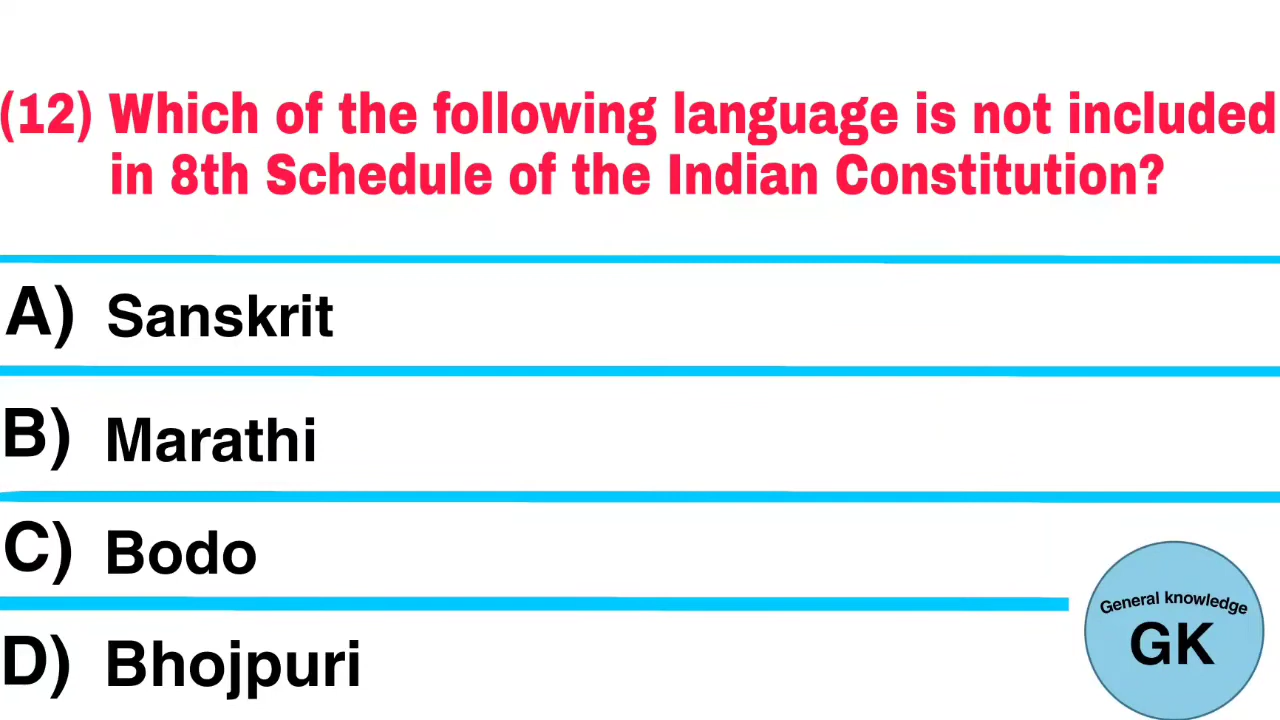 (12) Which of the following language is not included
in 8th Schedule of the Indian Constitution?
A) Sanskrit
B) Marathi
C) Bodo
D) Bhojpuri
General knowledge
GK